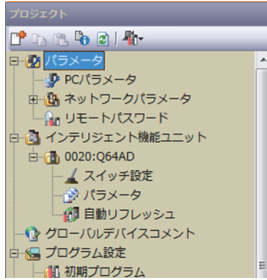 プロジェクト
パラメータ
PCパラメータ
ネットワークパラメータ
リモートパスワード
インテリジェント機能ユニット
0020:Q64AD
スイッチ設定
パラメータ
自動リフレッシュ
グローバルデバイスコメント
プログラム設定
初期プログラム